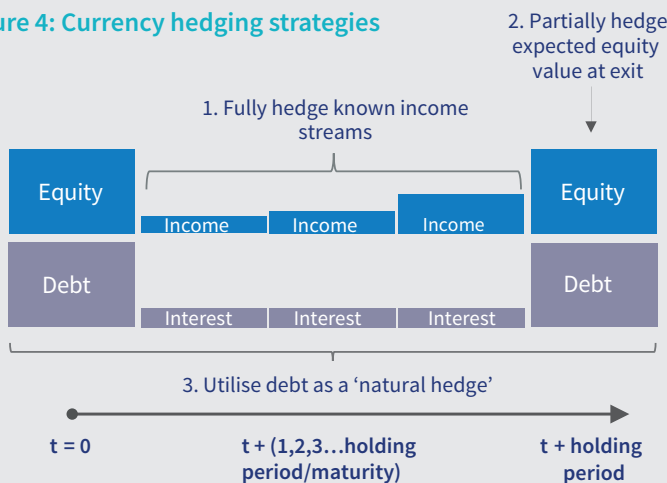 ure 4: Currency hedging strategies
2. Partially hedge
expected equity
value at exit
1. Fully hedge known income
streams
Equity
Income
Income
Income
Equity
Debt
Interest
Interest
Interest
Debt
3. Utilise debt as a ‘natural hedge’
t = 0
t + (1,2,3…holding
period/maturity)
t + holding
period